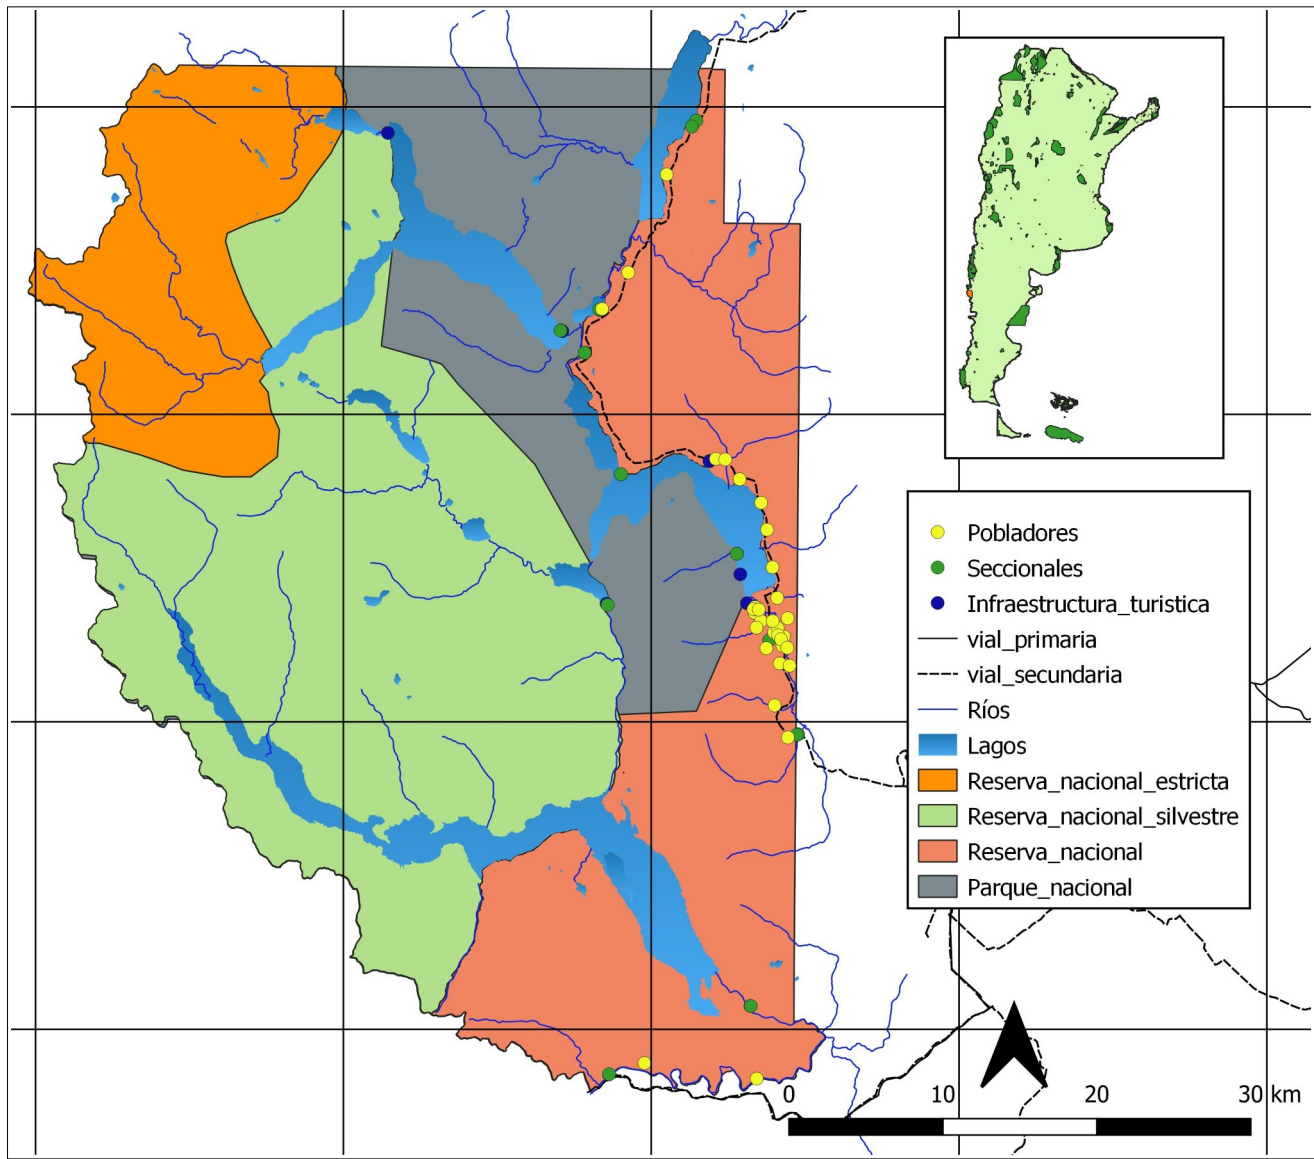 Pobladores
Seccionales
Infraestructura_turistica
vial_primaria
vial_secundaria
Ríos
Lagos
Reserva_nacional_estricta
Reserva_nacional_silvestre
Reserva_nacional
Parque_nacional
0 10 20 30 km